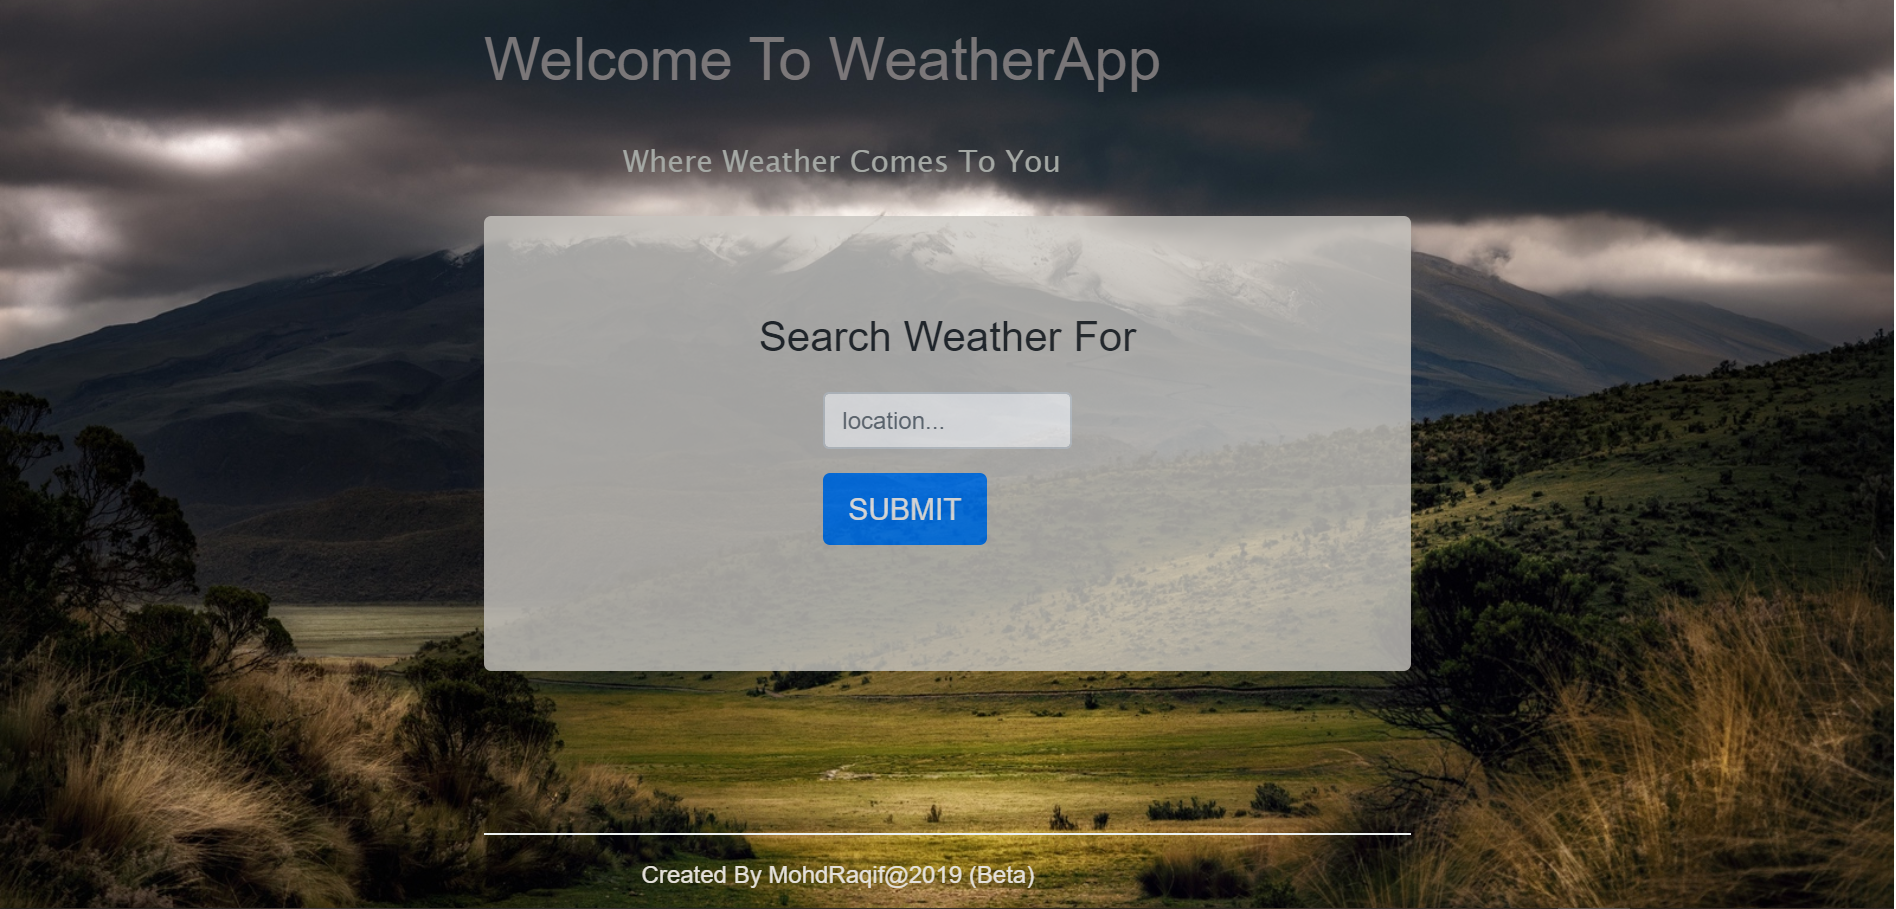 Welcome To WeatherApp
Where Weather Comes To You
Search Weather For
location...
SUBMIT
Created By MohdRaqif@2019 (Beta)